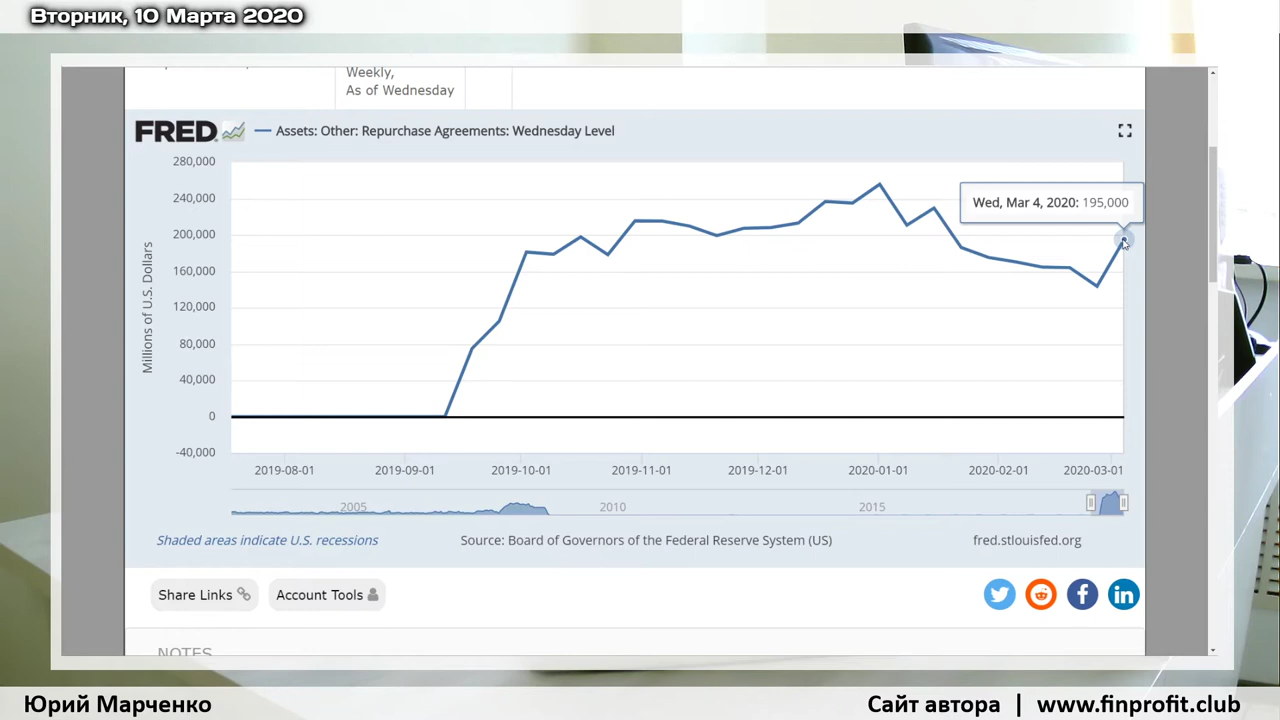 Вторник, 10 Марта 2020
Weekly,
As of Wednesday
FRED
Assets: Other: Repurchase Agreements: Wednesday Level
280,000
240,000
200,000
160,000
120,000
80,000
40,000
0
-40,000
Millions of U.S. Dollars
Wed, Mar 4, 2020: 195,000
2019-08-01 2019-09-01 2019-10-01 2019-11-01 2019-12-01 2020-01-01 2020-02-01 2020-03-01
2005 2010 2015
Shaded areas indicate U.S. recessions Source: Board of Governors of the Federal Reserve System (US) fred.stlouisfed.org
Share Links Account Tools
NOTES
Юрий Марченко Сайт автора | www.finprofit.club